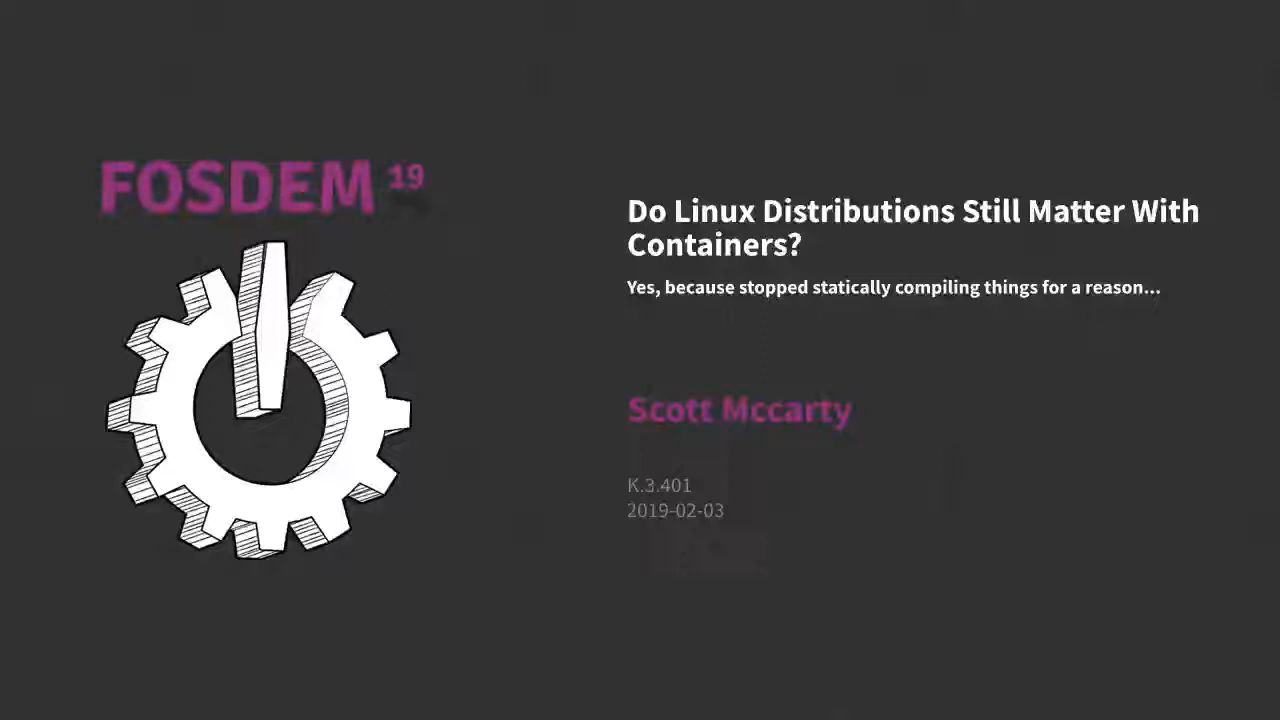 FOSDEM 19
Do Linux Distributions Still Matter With
Containers?
Yes, because stopped statically compiling things for a reason...
Scott Mccarty
K.3.401
2019-02-03